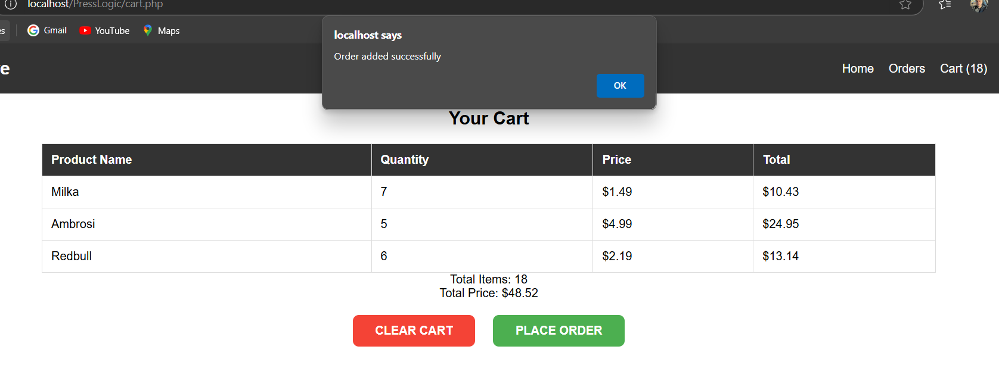 localhost/PressLogic/cart.php
es Gmail YouTube Maps
localhost says
Order added successfully
OK
e Home Orders Cart (18)
Your Cart
Product Name Quantity Price Total
Milka 7 $1.49 $10.43
Ambrosi 5 $4.99 $24.95
Redbull 6 $2.19 $13.14
Total Items: 18
Total Price: $48.52
CLEAR CART PLACE ORDER